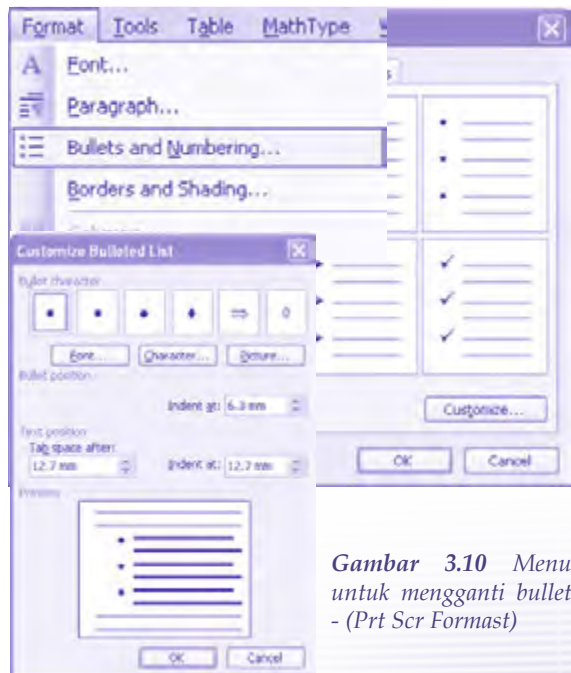 Format Tools Table MathType
Font...
Paragraph...
Bullets and Numbering...
Borders and Shading...
Customize...
OK Cancel
Customize Bulleted List
Bullet character
Font... Character... Picture...
Bullet position
Indent at: 6.3 mm
Text position
Tab space after:
12.7 mm Indent at: 12.7 mm
Preview
OK Cancel
Gambar 3.10 Menu
untuk mengganti bullet
- (Prt Scr Formast)